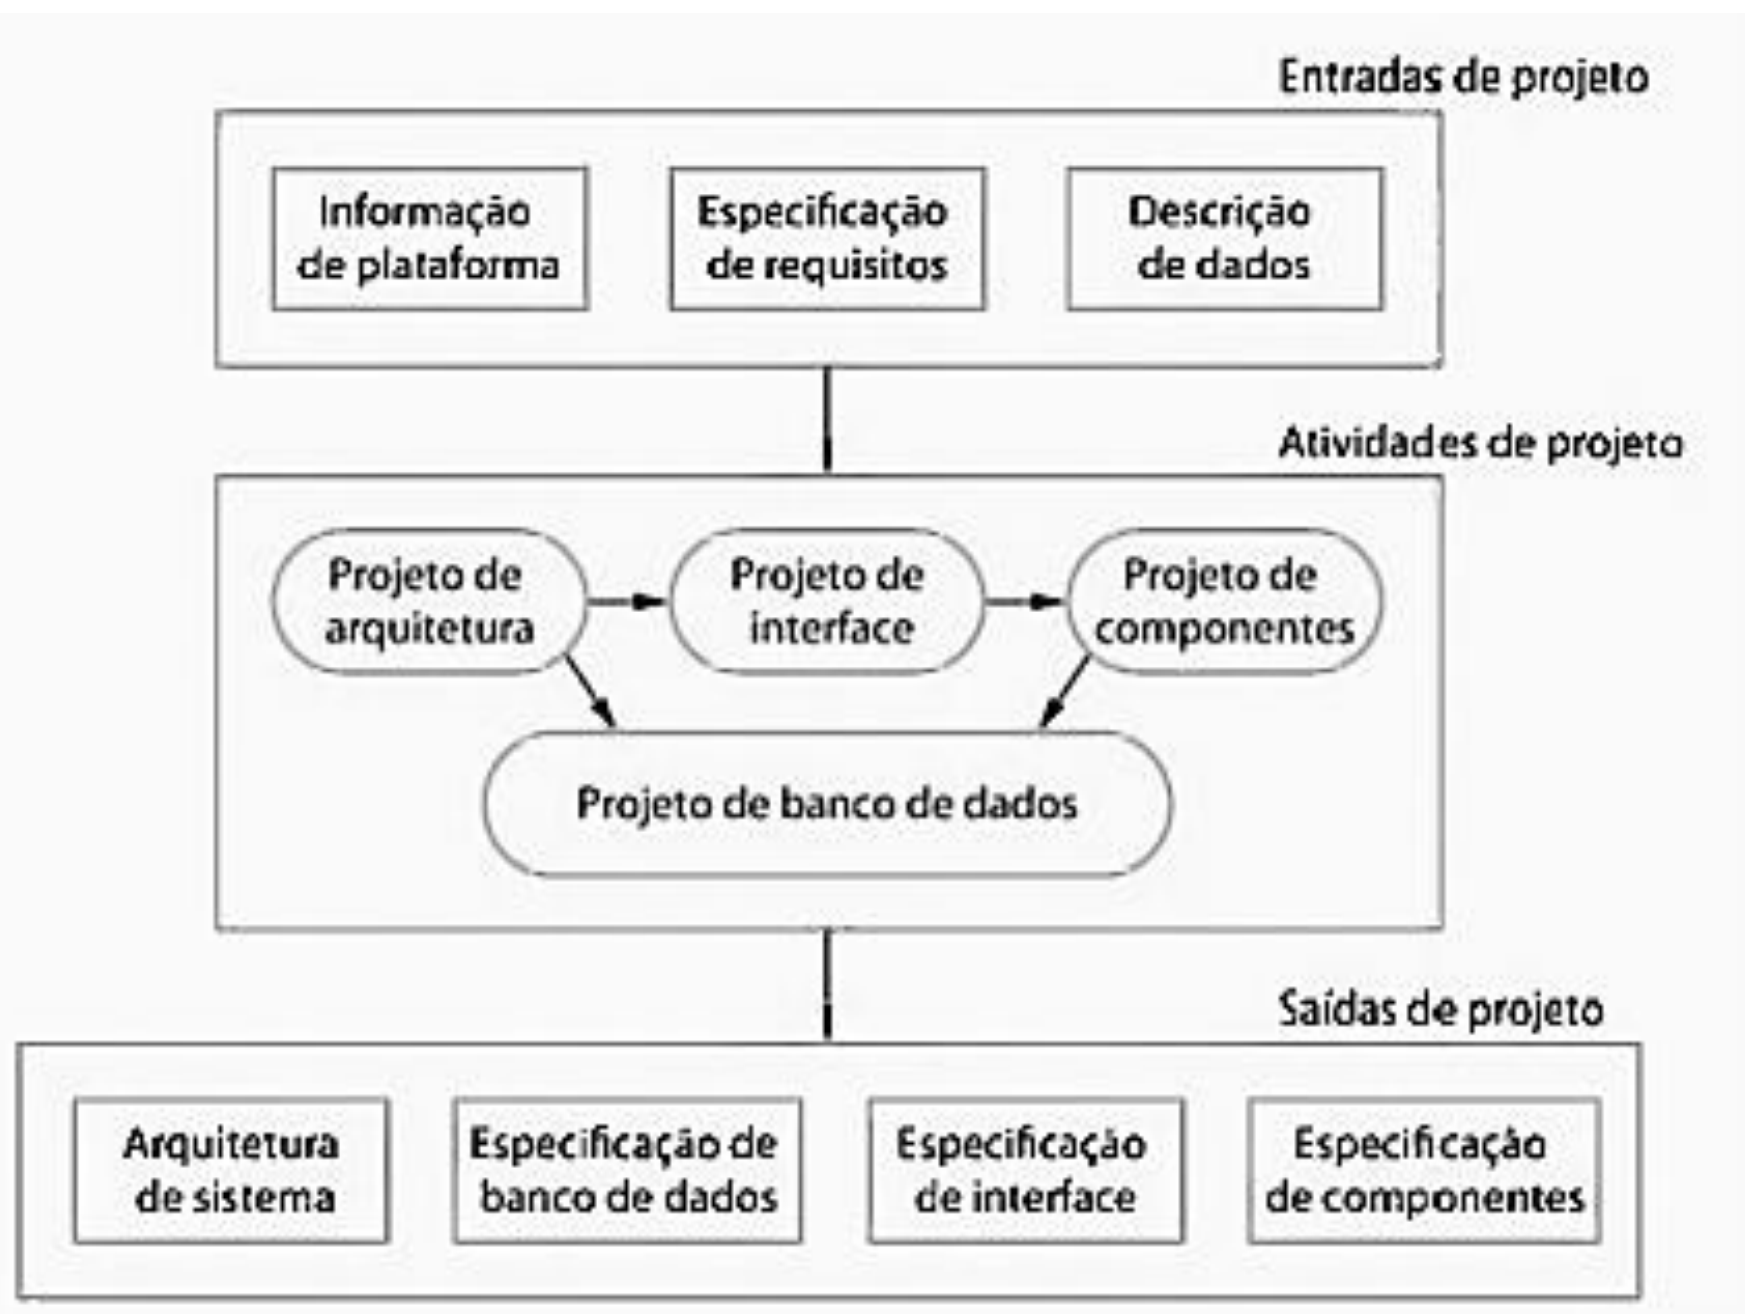 Entradas de projeto
Informação
de plataforma
Especificação
de requisitos
Descrição
de dados
Atividades de projeto
Projeto de
arquitetura
Projeto de
interface
Projeto de
componentes
Projeto de banco de dados
Saídas de projeto
Arquitetura
de sistema
Especificação de
banco de dados
Especificação
de interface
Especificação
de componentes